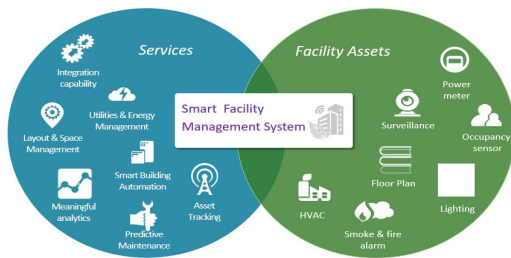 Services
Facility Assets
Integration
capability
Power
meter
Utilities & Energy
Management
Smart Facility
Management System
Surveillance
Occupancy
sensor
Layout & Space
Management
Smart Building
Automation
Floor Plan
Meaningful
analytics
Asset
Tracking
HVAC
Lighting
Predictive
Maintenance
Smoke & fire
alarm